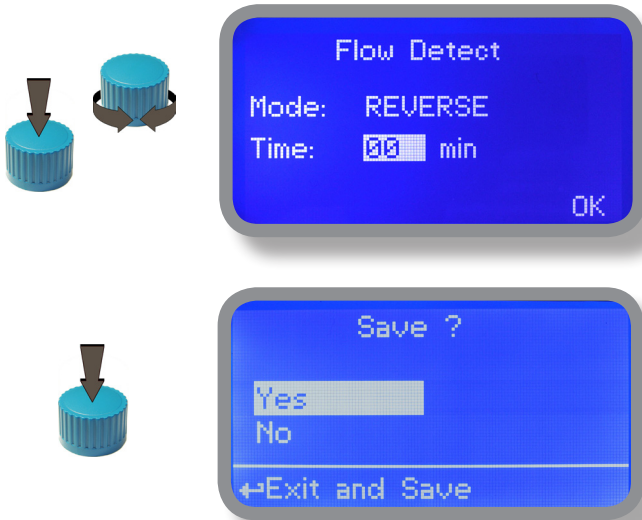 Flow Detect
Mode: REVERSE
Time: 00 min
OK
Save ?
Yes
No
↵Exit and Save